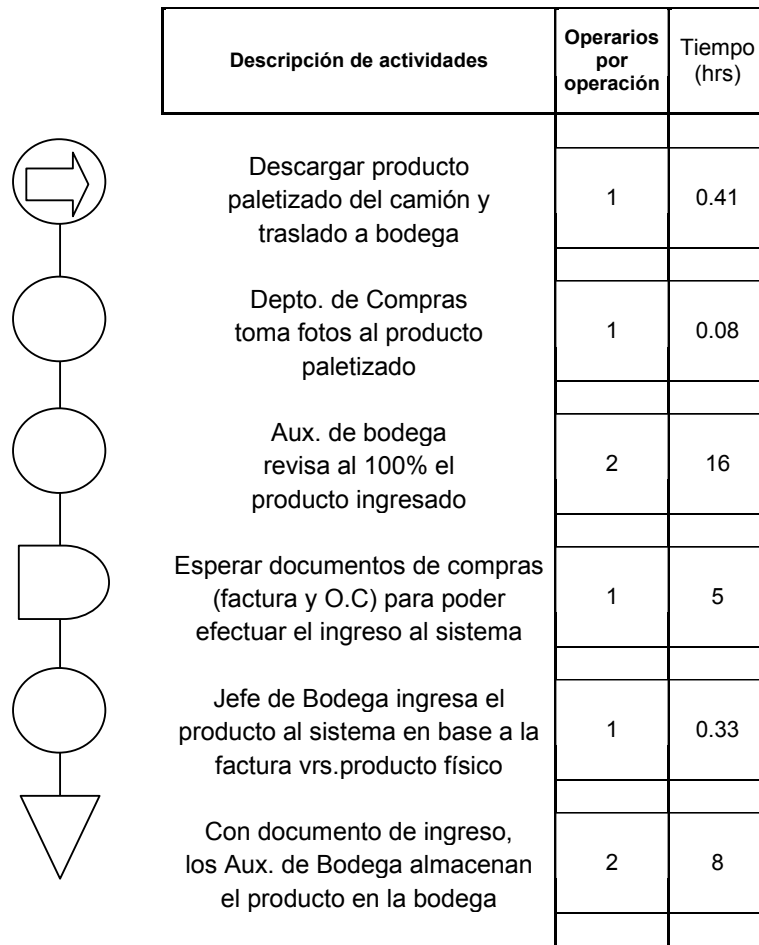 Descripción de actividades
Operarios
por
operación
Tiempo
(hrs)
Descargar producto
paletizado del camión y
traslado a bodega
1
0.41
Depto. de Compras
toma fotos al producto
paletizado
1
0.08
Aux. de bodega
revisa al 100% el
producto ingresado
2
16
Esperar documentos de compras
(factura y O.C) para poder
efectuar el ingreso al sistema
1
5
Jefe de Bodega ingresa el
producto al sistema en base a la
factura vrs.producto físico
1
0.33
Con documento de ingreso,
los Aux. de Bodega almacenan
el producto en la bodega
2
8